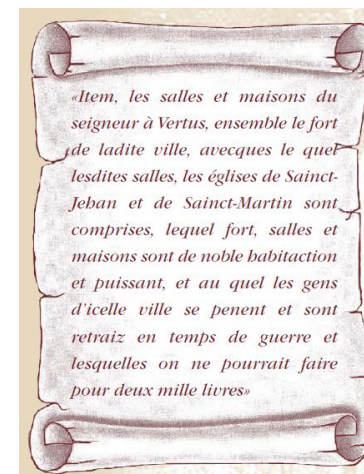 «Item, les salles et maisons du
seigneur à Vertus, ensemble le fort
de ladite ville, avecques le quel
lesdites salles, les églises de Sainct-
Jehan et de Sainct-Martin sont
comprises, lequel fort, salles et
maisons sont de noble habitaction
et puissant, et au quel les gens
d'icelle ville se penent et sont
retraiz en temps de guerre et
lesquelles on ne pourrait faire
pour deux mille livres»